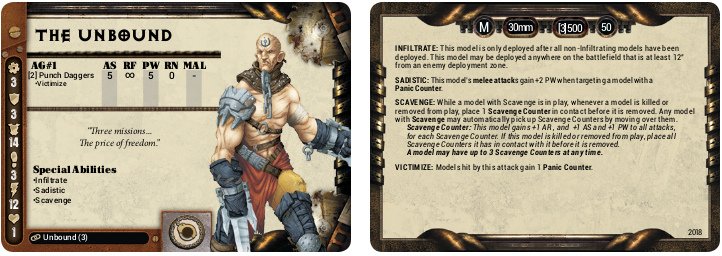 THE UNBOUND
AG#1 AS RF PW RN MAL
[2] Punch Daggers 5 ∞ 5 0 -
•Victimize
3
3
14
3
12
1
"Three missions...
The price of freedom."
Special Abilities
•Infiltrate
•Sadistic
•Scavenge
Unbound (3)
M 30mm 3|500 50
INFILTRATE: This model is only deployed after all non-Infiltrating models have been
deployed. This model may be deployed anywhere on the battlefield that is at least 12"
from an enemy deployment zone.
SADISTIC: This model's melee attacks gain +2 PW when targeting a model with a
Panic Counter.
SCAVENGE: While a model with Scavenge is in play, whenever a model is killed or
removed from play, place 1 Scavenge Counter in contact before it is removed. Any model
with Scavenge may automatically pick up Scavenge Counters by moving over them.
Scavenge Counter: This model gains +1 AR, and +1 AS and +1 PW to all attacks,
for each Scavenge Counter. If this model is killed or removed from play, place all
Scavenge Counters it has in contact with it before it is removed.
A model may have up to 3 Scavenge Counters at any time.
VICTIMIZE: Models hit by this attack gain 1 Panic Counter.
2018